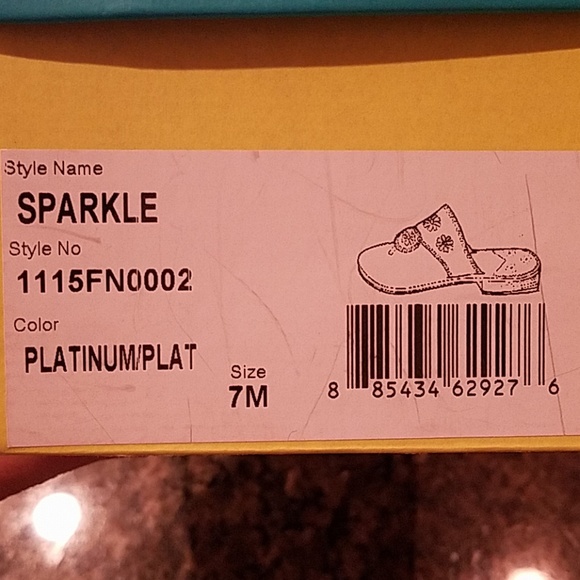 Style Name
SPARKLE
Style No
1115FN0002
Color
PLATINUM/PLAT
Size
7M
8 85434 62927 6